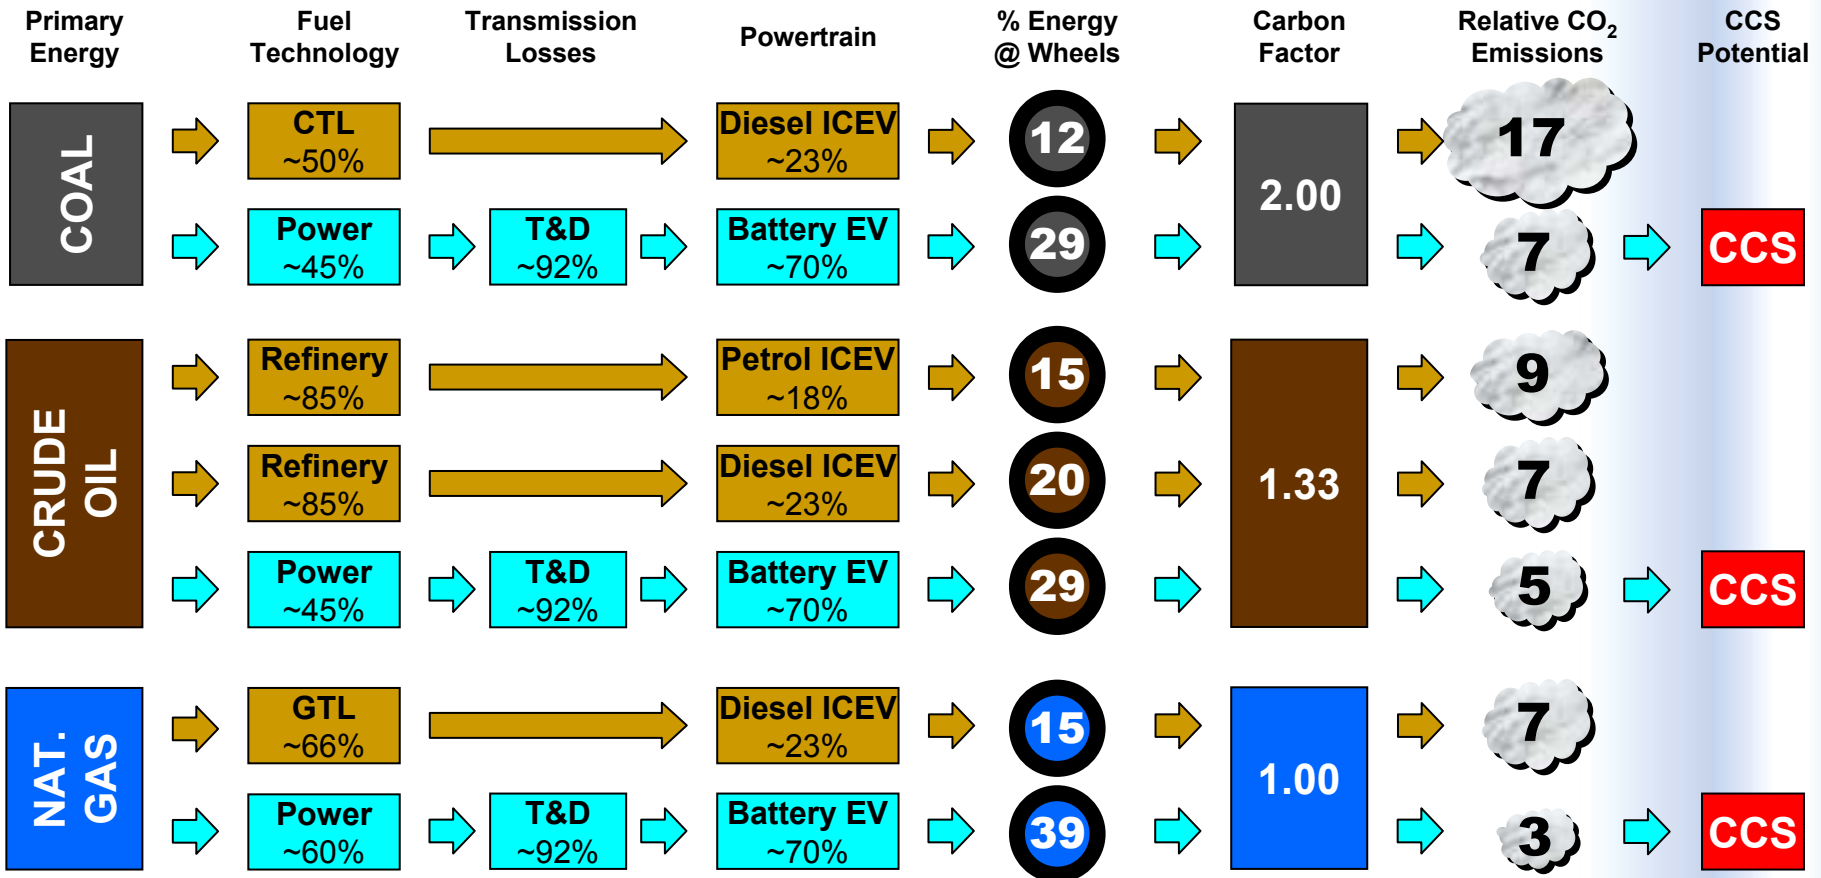 Primary Energy
Fuel Technology
Transmission Losses
Powertrain
% Energy @ Wheels
Carbon Factor
Relative CO₂ Emissions
CCS Potential
COAL
CTL
~50%
Diesel ICEV
~23%
12
2.00
17
Power
~45%
T&D
~92%
Battery EV
~70%
29
7
CCS
CRUDE OIL
Refinery
~85%
Petrol ICEV
~18%
15
1.33
9
Refinery
~85%
Diesel ICEV
~23%
20
7
Power
~45%
T&D
~92%
Battery EV
~70%
29
5
CCS
NAT. GAS
GTL
~66%
Diesel ICEV
~23%
15
1.00
7
Power
~60%
T&D
~92%
Battery EV
~70%
39
3
CCS